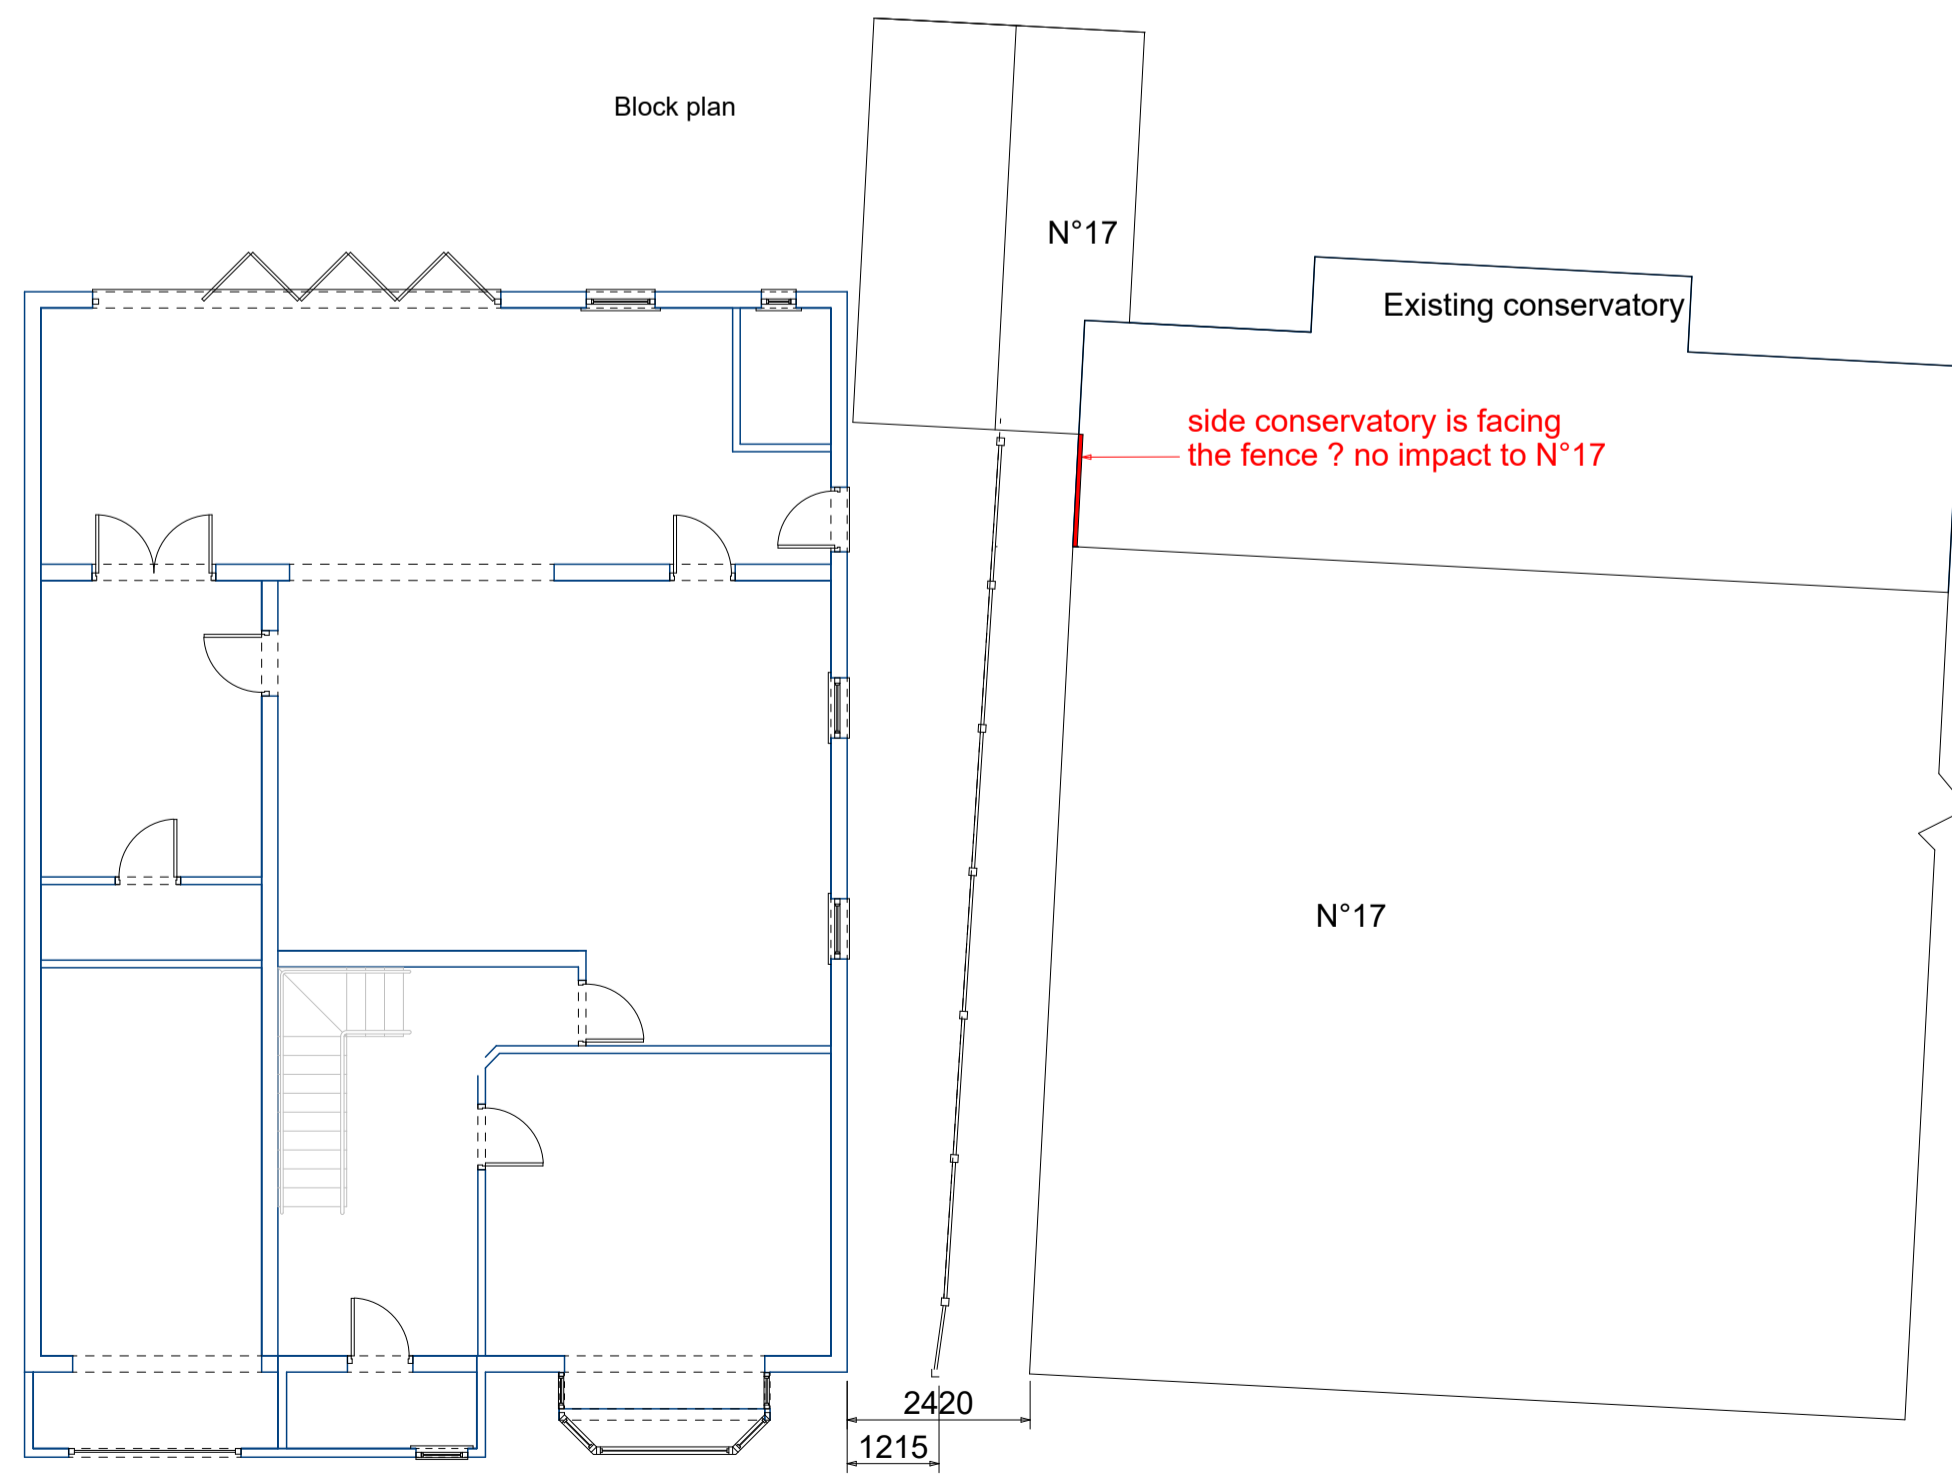 Block plan
N°17
Existing conservatory
side conservatory is facing
the fence ? no impact to N°17
N°17
2420
1215